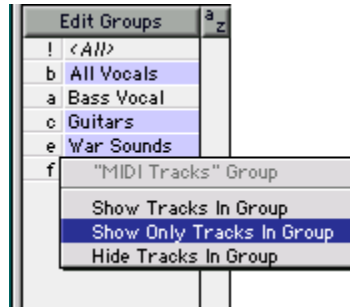 Edit Groups a z
! <All>
b All Vocals
a Bass Vocal
c Guitars
e War Sounds
f
"MIDI Tracks" Group
Show Tracks In Group
Show Only Tracks In Group
Hide Tracks In Group